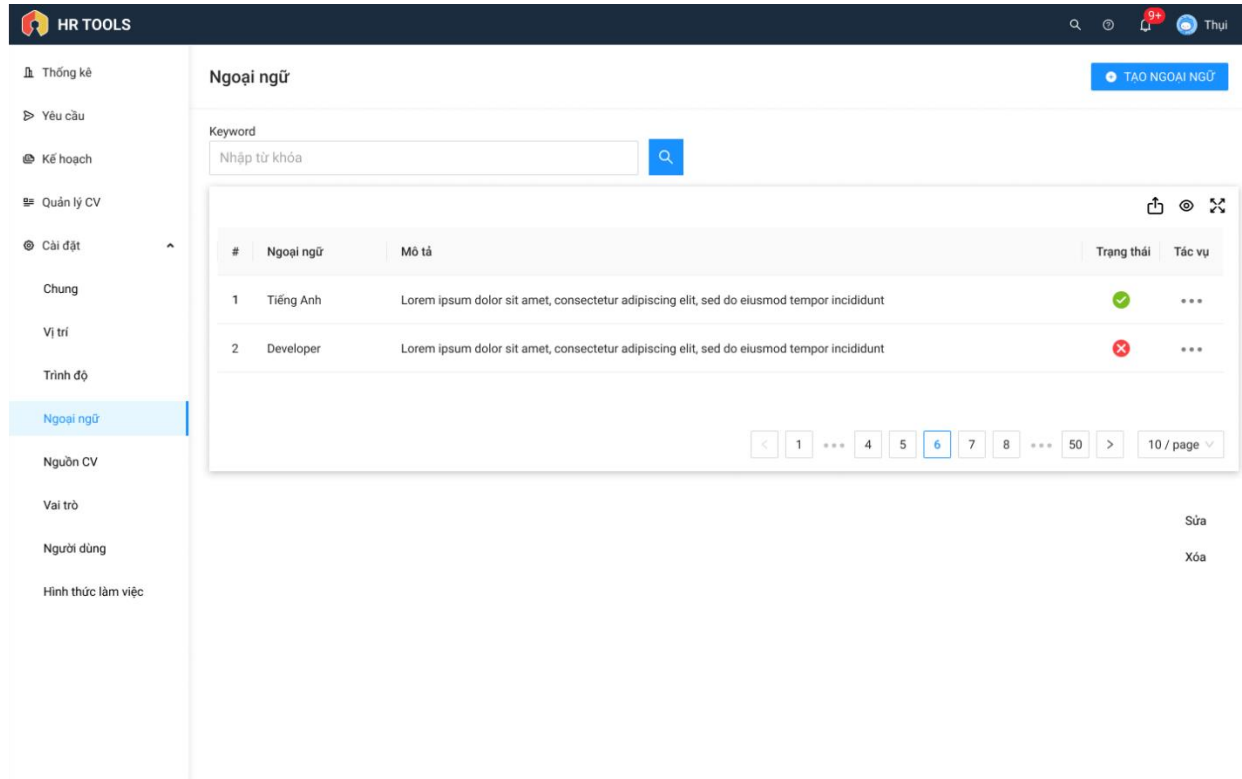 HR TOOLS
9+ Thụi
Thống kê
Yêu cầu
Kế hoạch
Quản lý CV
Cài đặt
Chung
Vị trí
Trình độ
Ngoại ngữ
Nguồn CV
Vai trò
Người dùng
Hình thức làm việc
Ngoại ngữ
TẠO NGOẠI NGỮ
Keyword
Nhập từ khóa
# Ngoại ngữ Mô tả Trạng thái Tác vụ
1 Tiếng Anh Lorem ipsum dolor sit amet, consectetur adipiscing elit, sed do eiusmod tempor incididunt
2 Developer Lorem ipsum dolor sit amet, consectetur adipiscing elit, sed do eiusmod tempor incididunt
< 1 ••• 4 5 6 7 8 ••• 50 > 10 / page
Sửa
Xóa